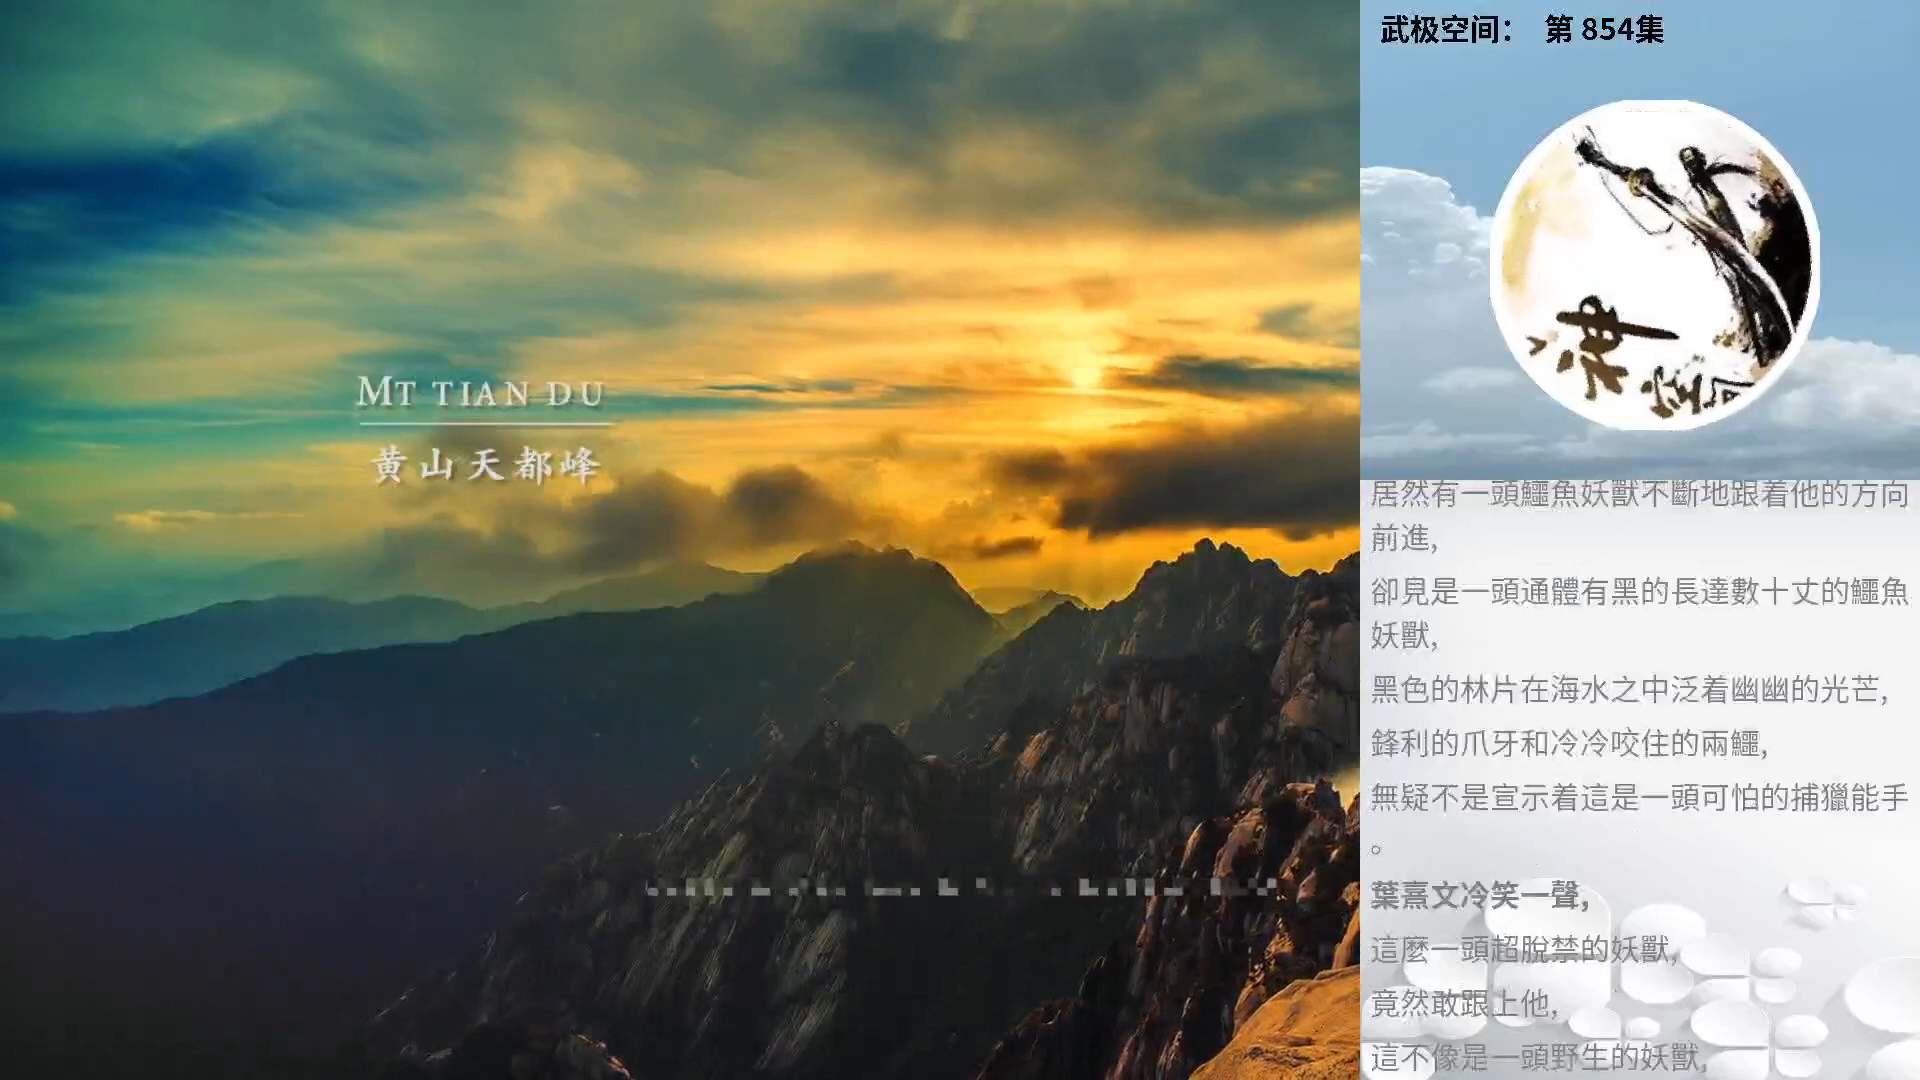 MT TIAN DU
黄山天都峰
武极空间： 第 854集
居然有一頭鱷魚妖獸不斷地跟着他的方向
前進,
卻見是一頭通體有黑的長達數十丈的鱷魚
妖獸,
黑色的林片在海水之中泛着幽幽的光芒,
鋒利的爪牙和冷冷咬住的兩鱷,
無疑不是宣示着這是一頭可怕的捕獵能手
。
葉熹文冷笑一聲,
這麼一頭超脫禁的妖獸,
竟然敢跟上他,
這不像是一頭野生的妖獸,